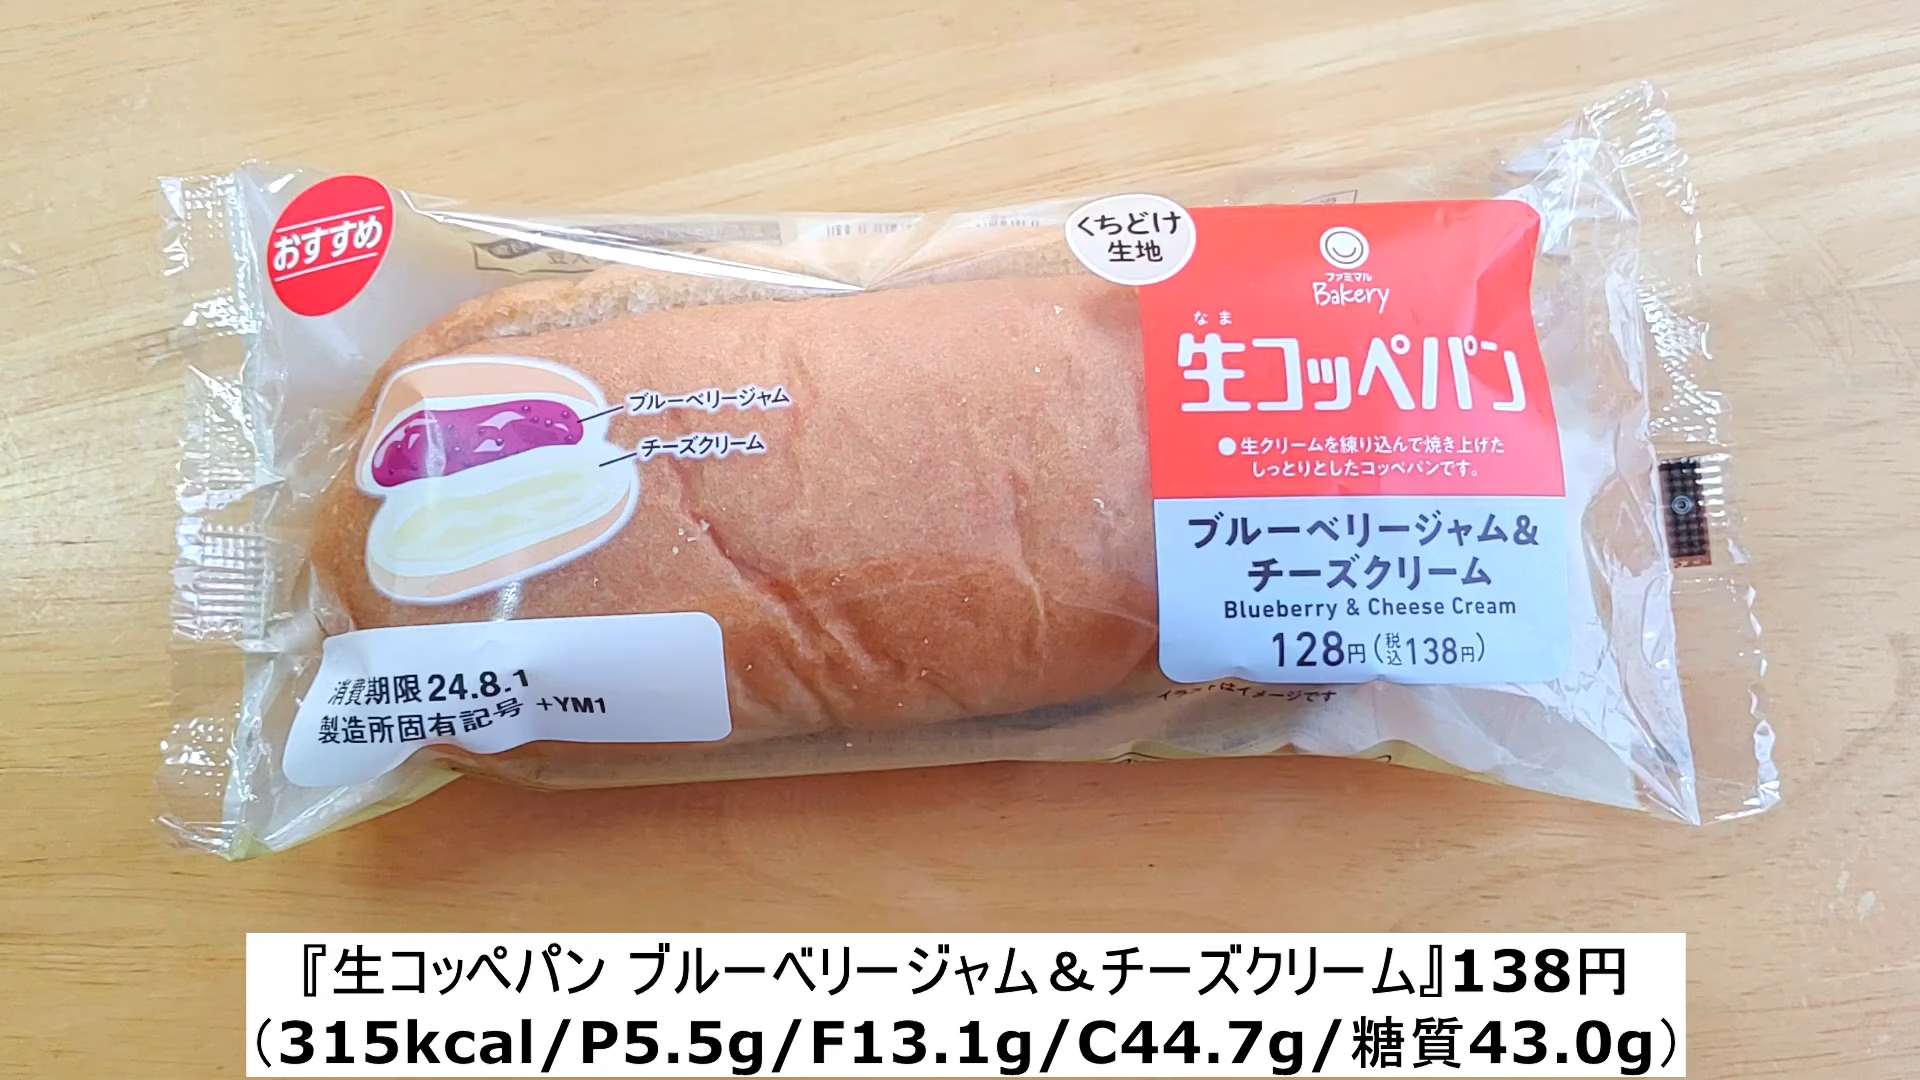 おすすめ
くちどけ
生地
ファミマル
Bakery
なま
生コッペパン
●生クリームを練り込んで焼き上げた
しっとりとしたコッペパンです。
ブルーベリージャム
チーズクリーム
ブルーベリージャム&
チーズクリーム
Blueberry & Cheese Cream
128円(税込138円)
イラストはイメージです
消費期限 24.8.1
製造所固有記号 +YM1
『生コッペパン ブルーベリージャム＆チーズクリーム』138円
（315kcal/P5.5g/F13.1g/C44.7g/糖質43.0g）